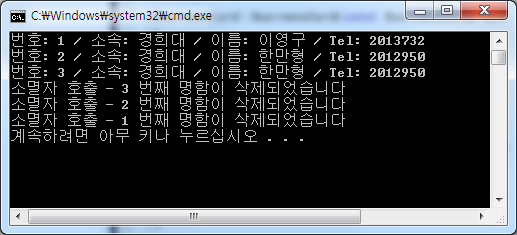 C:\Windows\system32\cmd.exe
번호: 1 / 소속: 경희대 / 이름: 이영구 / Tel: 2013732
번호: 2 / 소속: 경희대 / 이름: 한만형 / Tel: 2012950
번호: 3 / 소속: 경희대 / 이름: 한만형 / Tel: 2012950
소멸자 호출 - 3 번째 명함이 삭제되었습니다
소멸자 호출 - 2 번째 명함이 삭제되었습니다
소멸자 호출 - 1 번째 명함이 삭제되었습니다
계속하려면 아무 키나 누르십시오 . . .